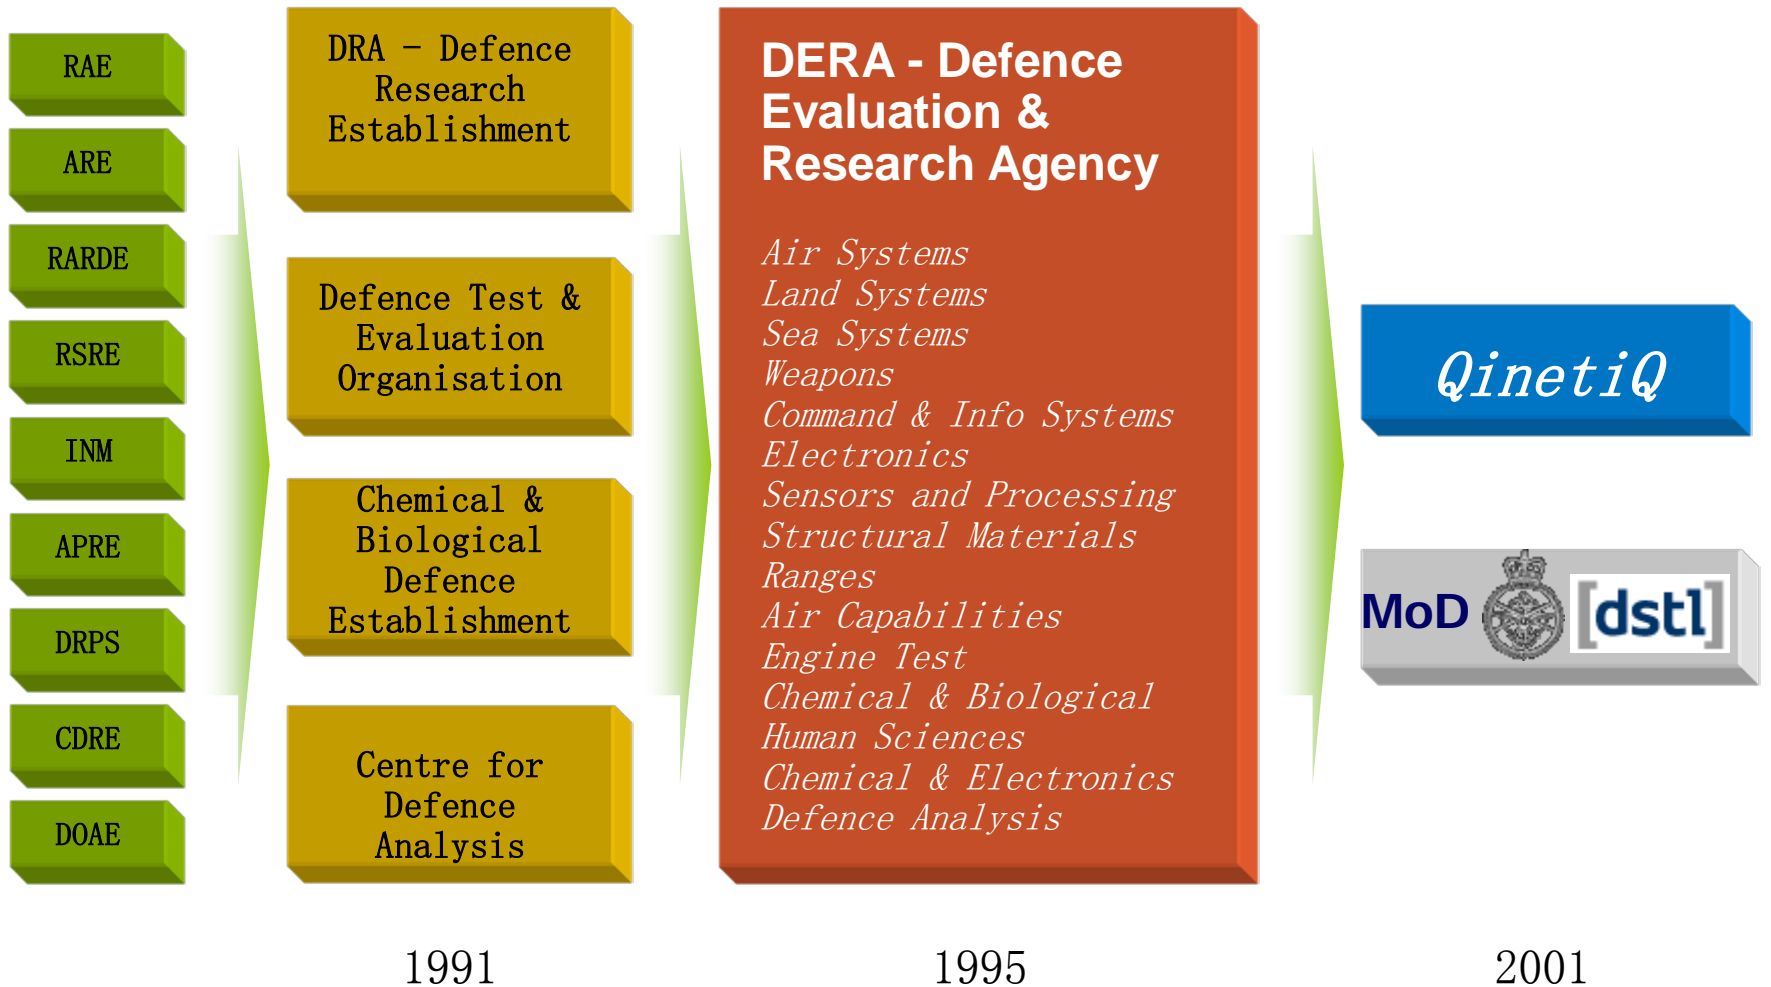 RAE
ARE
RARDE
RSRE
INM
APRE
DRPS
CDRE
DOAE
DRA - Defence
Research
Establishment
Defence Test &
Evaluation
Organisation
Chemical &
Biological
Defence
Establishment
Centre for
Defence
Analysis
1991
DERA - Defence
Evaluation &
Research Agency
Air Systems
Land Systems
Sea Systems
Weapons
Command & Info Systems
Electronics
Sensors and Processing
Structural Materials
Ranges
Air Capabilities
Engine Test
Chemical & Biological
Human Sciences
Chemical & Electronics
Defence Analysis
1995
QinetiQ
MoD [dstl]
2001